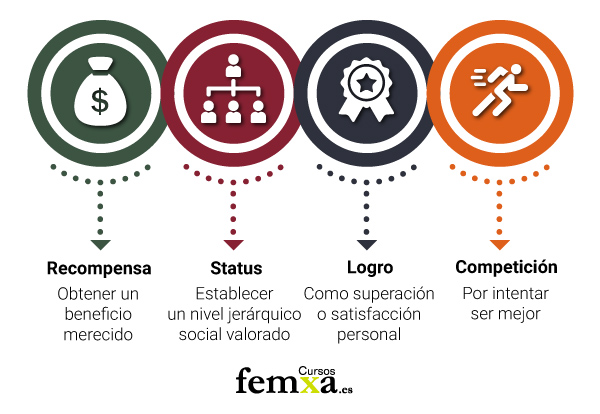 $
Recompensa
Obtener un
beneficio
merecido
Status
Establecer
un nivel jerárquico
social valorado
Logro
Como superación
o satisfacción
personal
Competición
Por intentar
ser mejor
Cursos
femxa.es